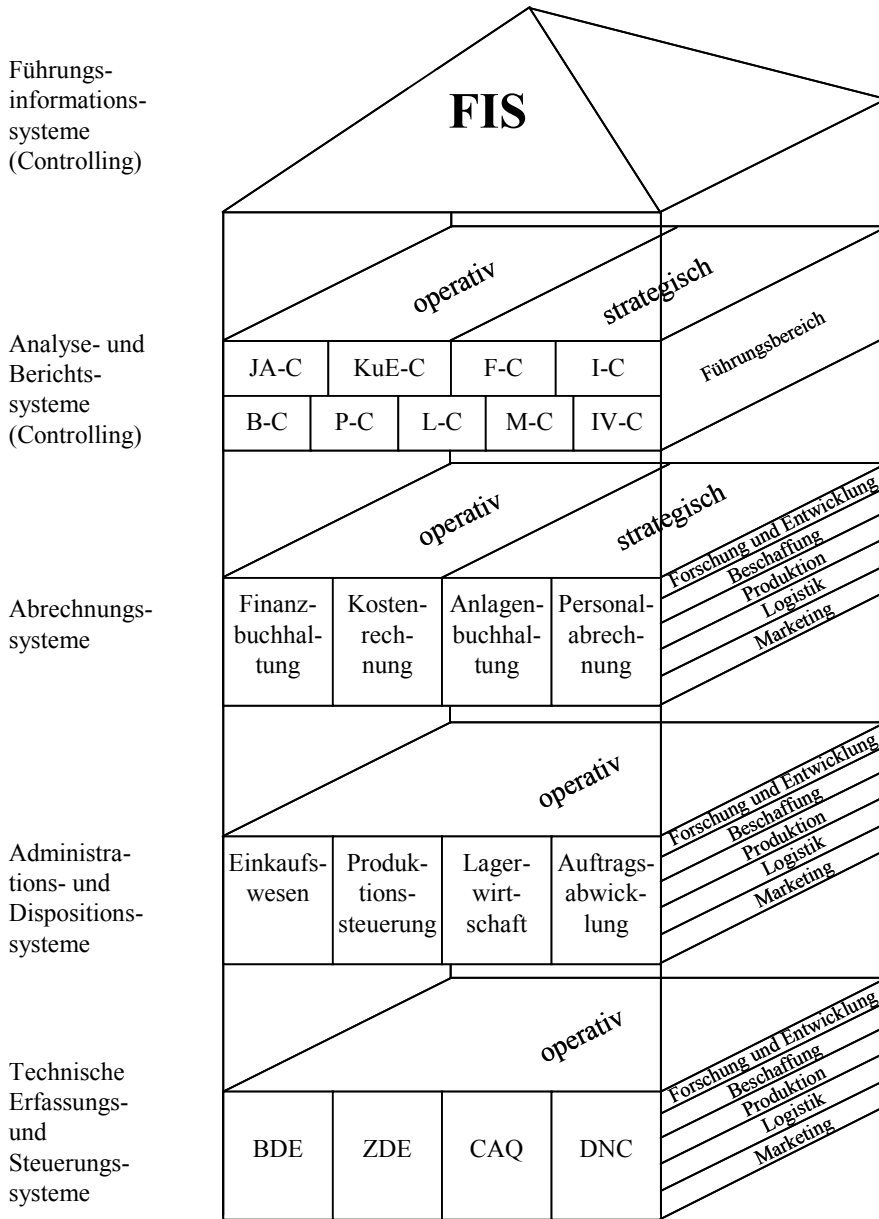 Führungs-
informations-
systeme
(Controlling)
FIS
operativ
strategisch
Führungsbereich
Analyse- und
Berichts-
systeme
(Controlling)
JA-C KuE-C F-C I-C
B-C P-C L-C M-C IV-C
operativ
strategisch
Forschung und Entwicklung
Beschaffung
Produktion
Logistik
Marketing
Abrechnungs-
systeme
Finanz-
buchhal-
tung
Kosten-
rech-
nung
Anlagen-
buchhal-
tung
Personal-
abrech-
nung
operativ
Forschung und Entwicklung
Beschaffung
Produktion
Logistik
Marketing
Administra-
tions- und
Dispositions-
systeme
Einkaufs-
wesen
Produk-
tions-
steuerung
Lager-
wirt-
schaft
Auftrags-
abwick-
lung
operativ
Forschung und Entwicklung
Beschaffung
Produktion
Logistik
Marketing
Technische
Erfassungs-
und
Steuerungs-
systeme
BDE ZDE CAQ DNC